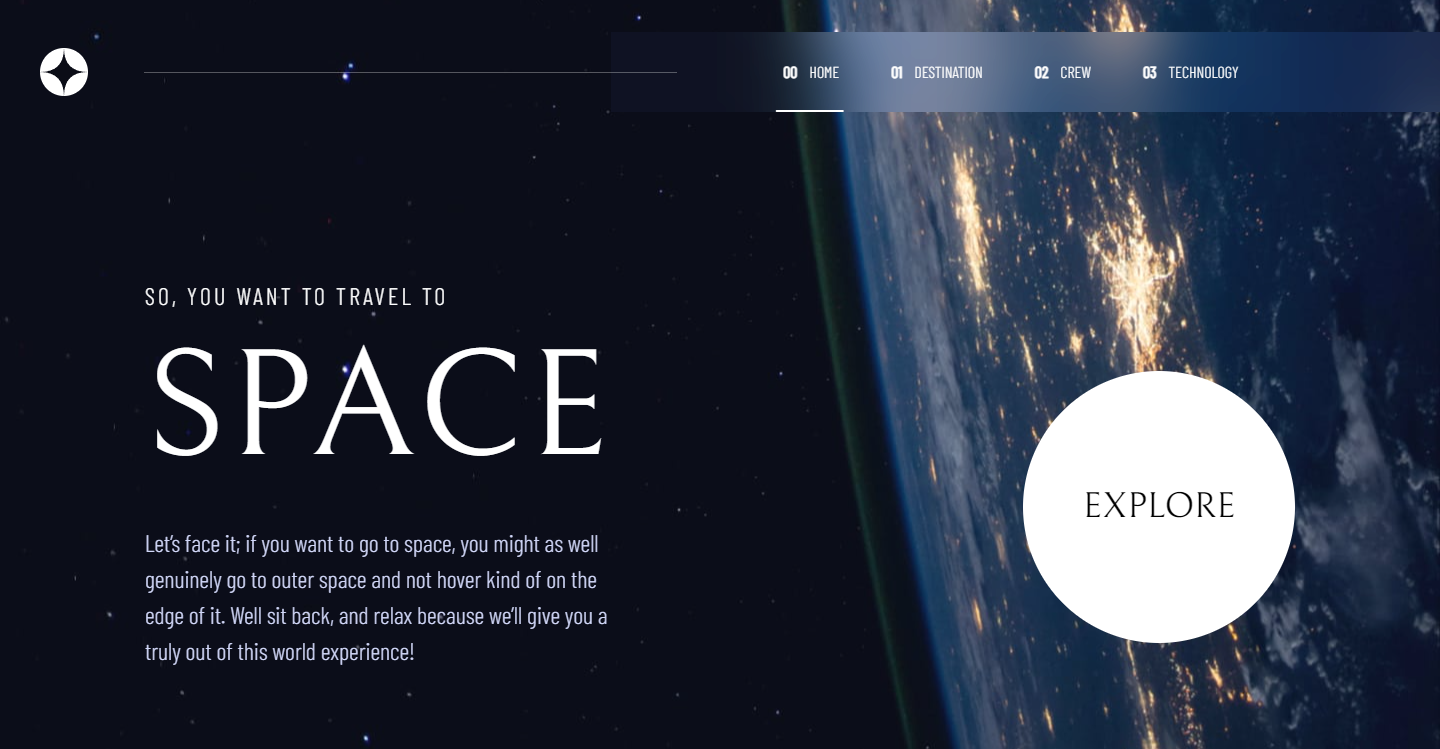 00 HOME 01 DESTINATION 02 CREW 03 TECHNOLOGY
SO, YOU WANT TO TRAVEL TO
SPACE
Let’s face it; if you want to go to space, you might as well
genuinely go to outer space and not hover kind of on the
edge of it. Well sit back, and relax because we’ll give you a
truly out of this world experience!
EXPLORE